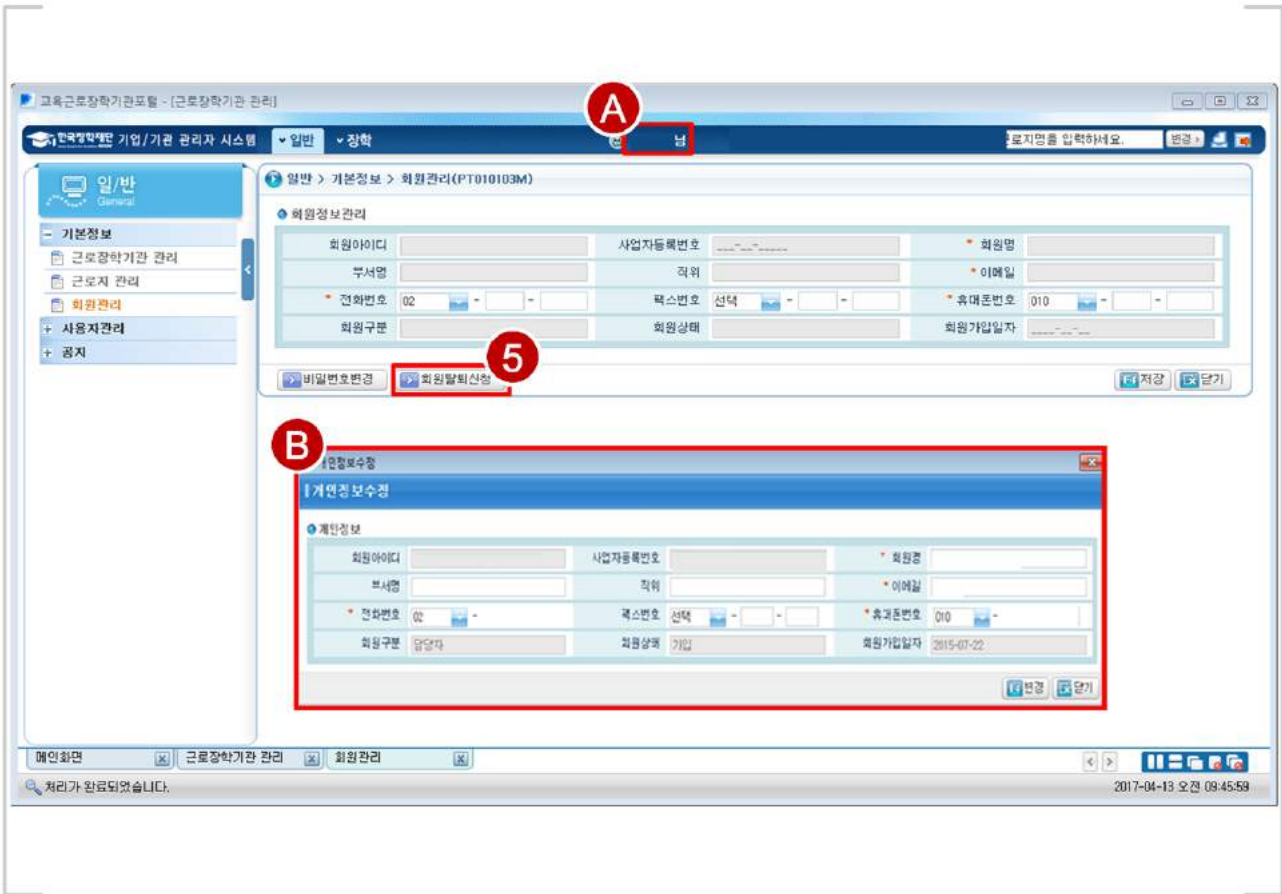 교육근로장학기관포털 - [근로장학기관 관리]
A
한국장학재단 기업/기관 관리자 시스템 일반 장학 님 근로지명을 입력하세요. 변경
일/반
General
일반 > 기본정보 > 회원관리(PT010103M)
회원정보관리
- 기본정보
근로장학기관 관리
근로지 관리
회원관리
+ 사용자관리
+ 공지
회원아이디 사업자등록번호 ___-__-_____ * 회원명
부서명 직위 * 이메일
* 전화번호 02 - - 팩스번호 선택 - - * 휴대폰번호 010 - -
회원구분 회원상태 회원가입일자 ____-__-__
5
비밀번호변경 회원탈퇴신청 저장 닫기
B
개인정보수정
개인정보수정
개인정보
회원아이디 사업자등록번호 * 회원명
부서명 직위 * 이메일
* 전화번호 02 - 팩스번호 선택 - - * 휴대폰번호 010 -
회원구분 담당자 회원상태 가입 회원가입일자 2015-07-22
변경 닫기
메인화면 근로장학기관 관리 회원관리
처리가 완료되었습니다. 2017-04-13 오전 09:45:59